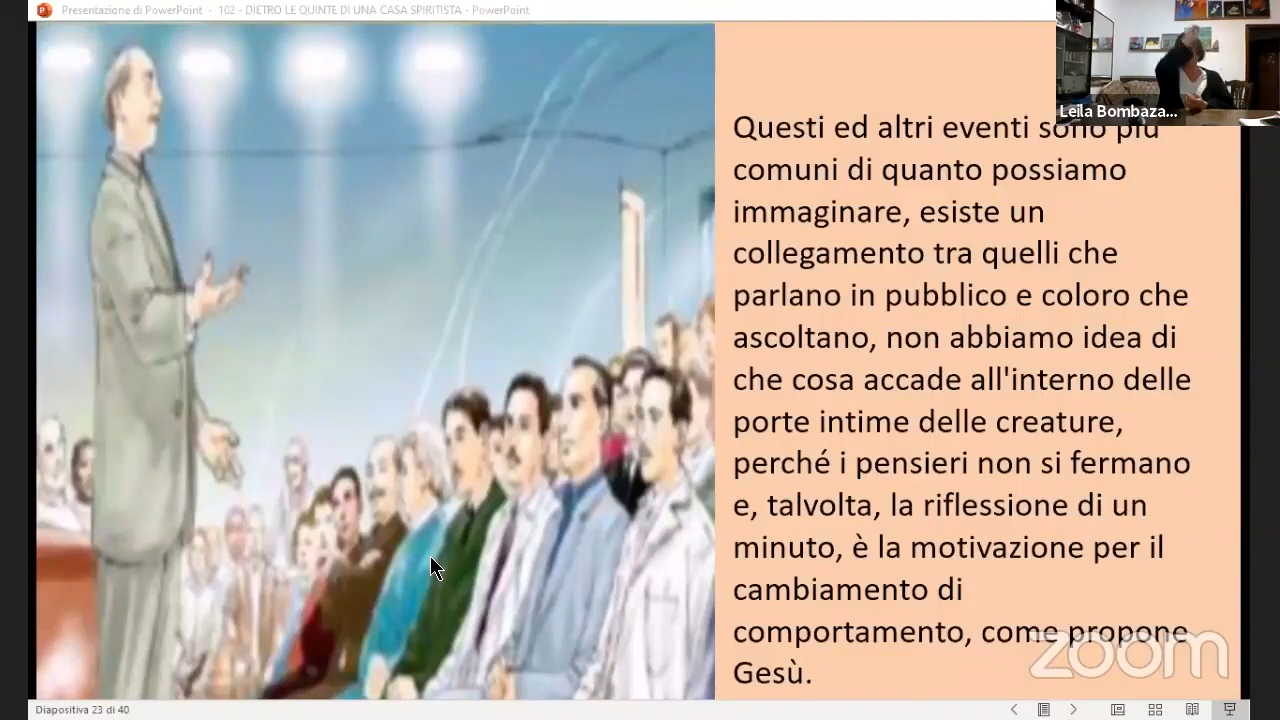 Presentazione di PowerPoint - 102 - DIETRO LE QUINTE DI UNA CASA SPIRITISTA - PowerPoint
Leila Bombaza...
Questi ed altri eventi sono più
comuni di quanto possiamo
immaginare, esiste un
collegamento tra quelli che
parlano in pubblico e coloro che
ascoltano, non abbiamo idea di
che cosa accade all'interno delle
porte intime delle creature,
perché i pensieri non si fermano
e, talvolta, la riflessione di un
minuto, è la motivazione per il
cambiamento di
comportamento, come propone
Gesù.
zoom
Diapositiva 23 di 40